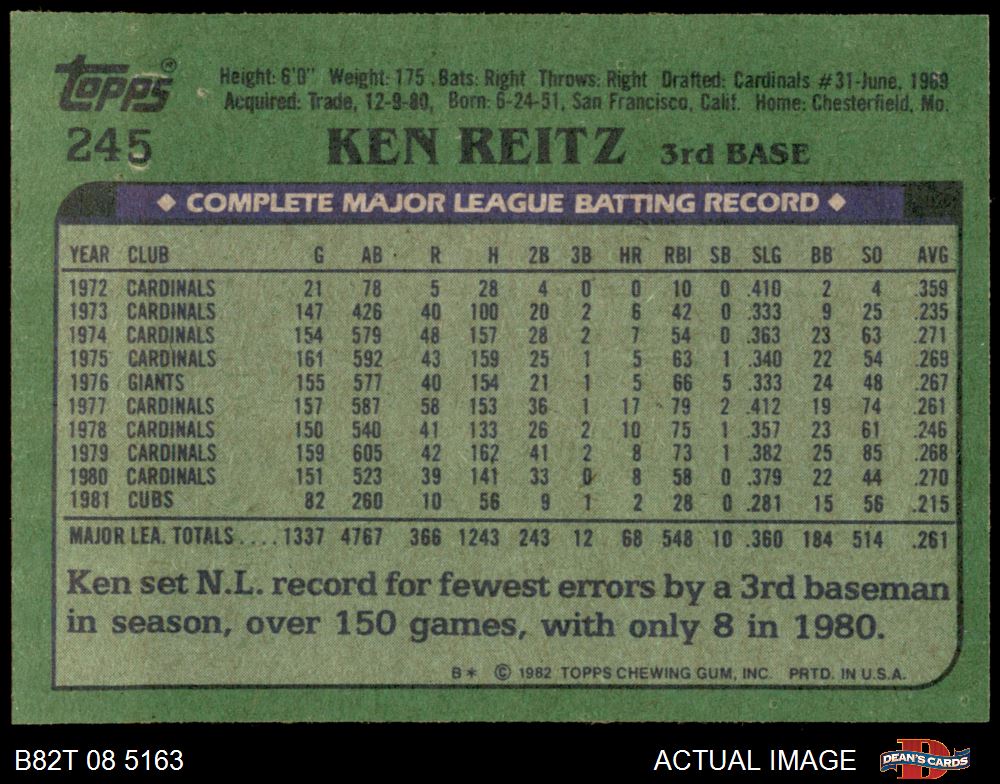 TOPPS®
Height: 6'0" Weight: 175 Bats: Right Throws: Right Drafted: Cardinals #31-June, 1969
Acquired: Trade, 12-9-80, Born: 6-24-51, San Francisco, Calif. Home: Chesterfield, Mo.
245 KEN REITZ 3rd BASE
◆ COMPLETE MAJOR LEAGUE BATTING RECORD ◆
YEAR CLUB G AB R H 2B 3B HR RBI SB SLG BB SO AVG
1972 CARDINALS 21 78 5 28 4 0 0 10 0 .410 2 4 .359
1973 CARDINALS 147 426 40 100 20 2 6 42 0 .333 9 25 .235
1974 CARDINALS 154 579 48 157 28 2 7 54 0 .363 23 63 .271
1975 CARDINALS 161 592 43 159 25 1 5 63 1 .340 22 54 .269
1976 GIANTS 155 577 40 154 21 1 5 66 5 .333 24 48 .267
1977 CARDINALS 157 587 58 153 36 1 17 79 2 .412 19 74 .261
1978 CARDINALS 150 540 41 133 26 2 10 75 1 .357 23 61 .246
1979 CARDINALS 159 605 42 162 41 2 8 73 1 .382 25 85 .268
1980 CARDINALS 151 523 39 141 33 0 8 58 0 .379 22 44 .270
1981 CUBS 82 260 10 56 9 1 2 28 0 .281 15 56 .215
MAJOR LEA. TOTALS.... 1337 4767 366 1243 243 12 68 548 10 .360 184 514 .261
Ken set N.L. record for fewest errors by a 3rd baseman
in season, over 150 games, with only 8 in 1980.
B* © 1982 TOPPS CHEWING GUM, INC. PRTD. IN U.S.A.
B82T 08 5163 ACTUAL IMAGE D DEAN'S CARDS